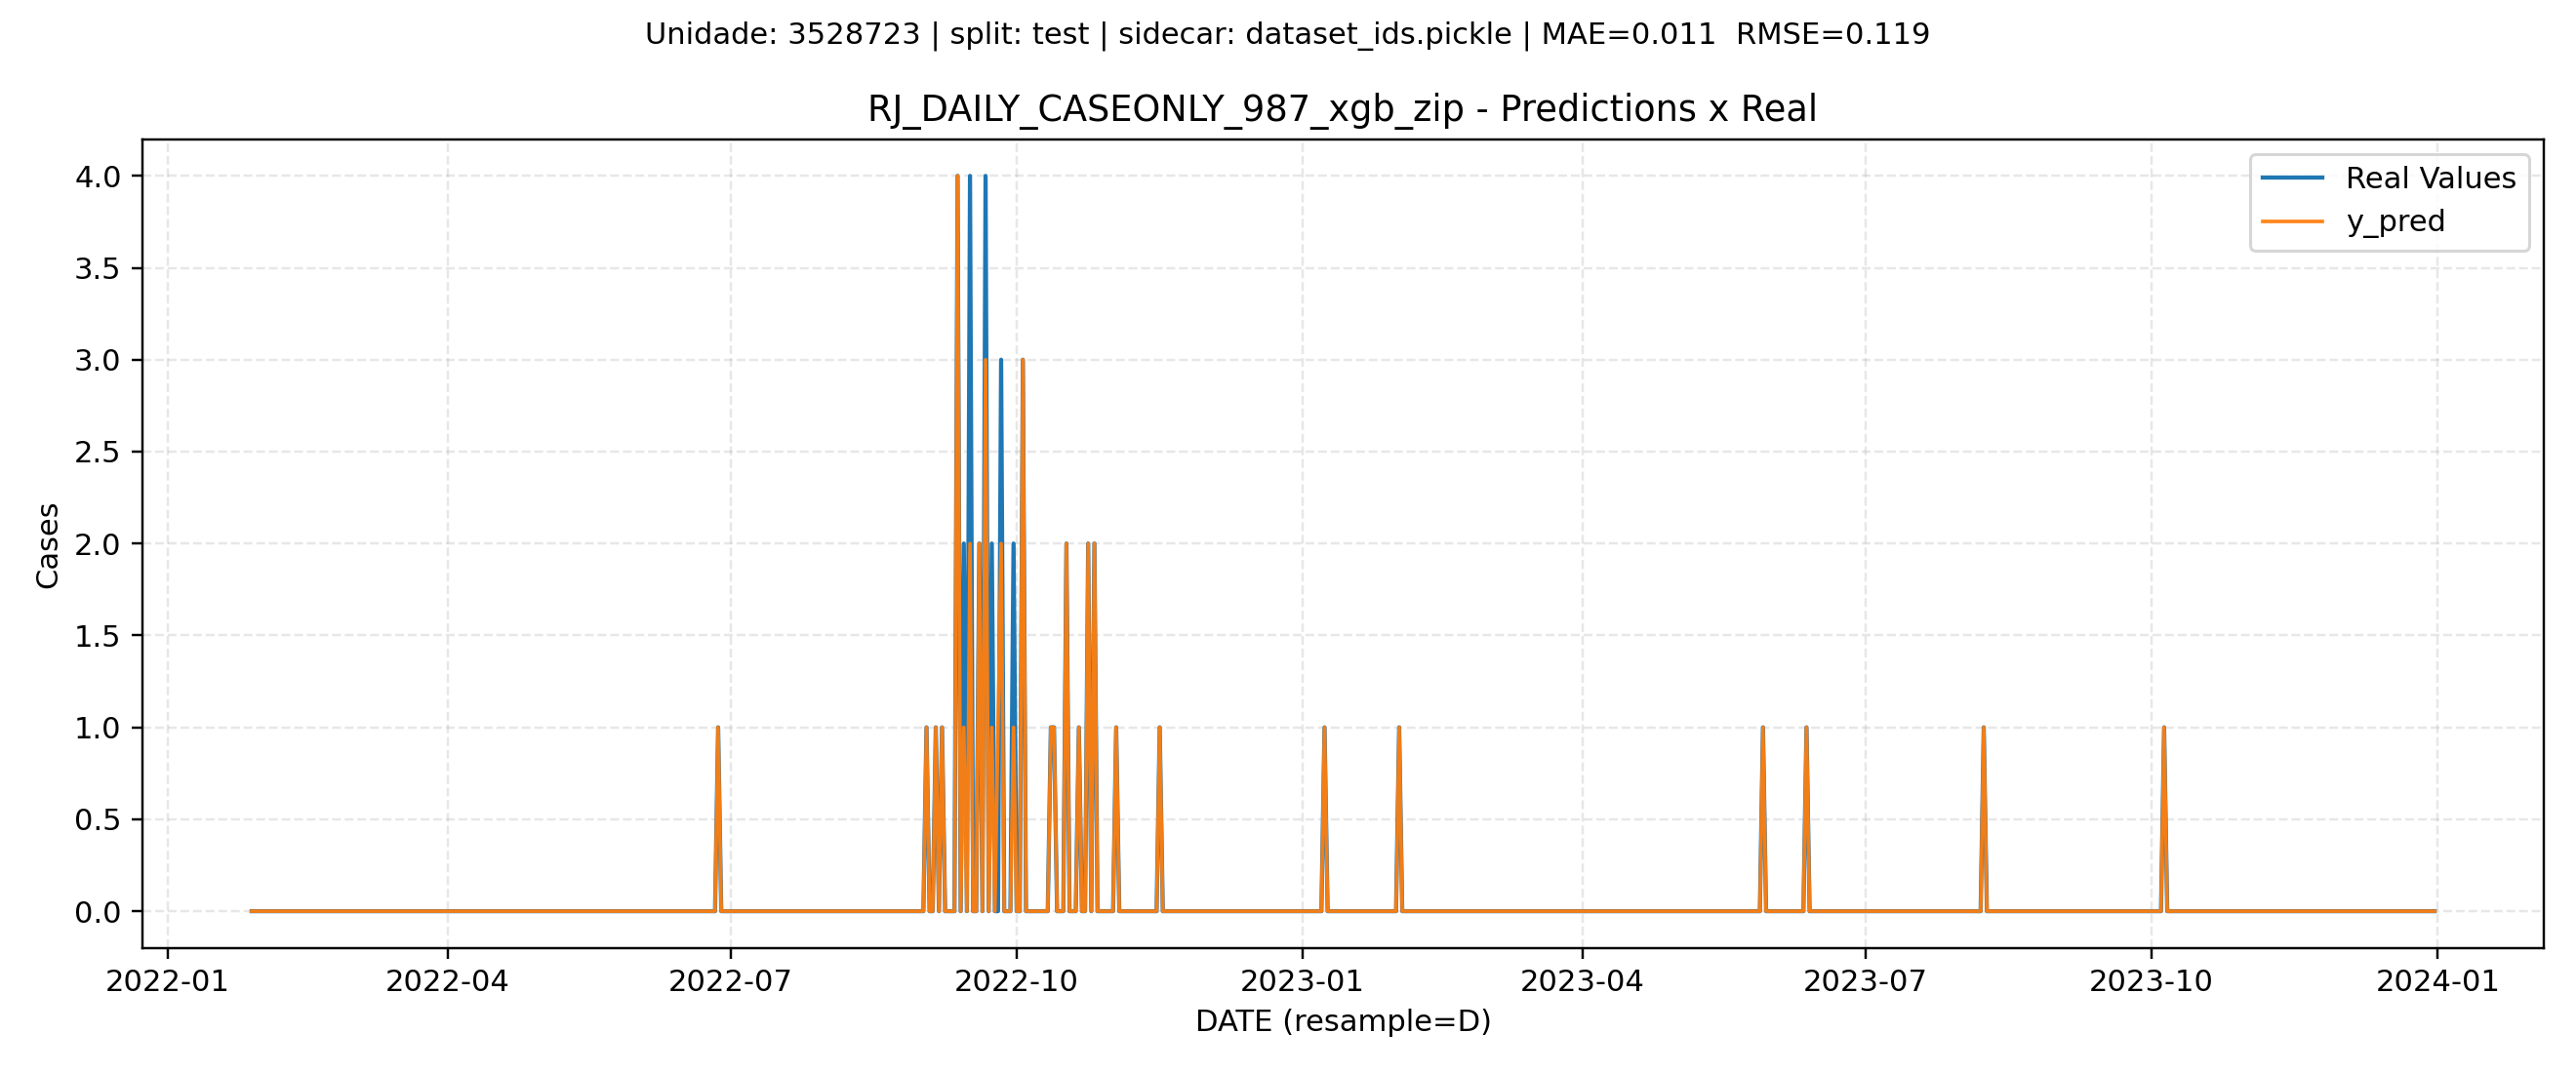 Unidade: 3528723 | split: test | sidecar: dataset_ids.pickle | MAE=0.011  RMSE=0.119
RJ_DAILY_CASEONLY_987_xgb_zip - Predictions x Real
Real Values
y_pred
4.0
3.5
3.0
2.5
2.0
1.5
1.0
0.5
0.0
Cases
2022-01 2022-04 2022-07 2022-10 2023-01 2023-04 2023-07 2023-10 2024-01
DATE (resample=D)